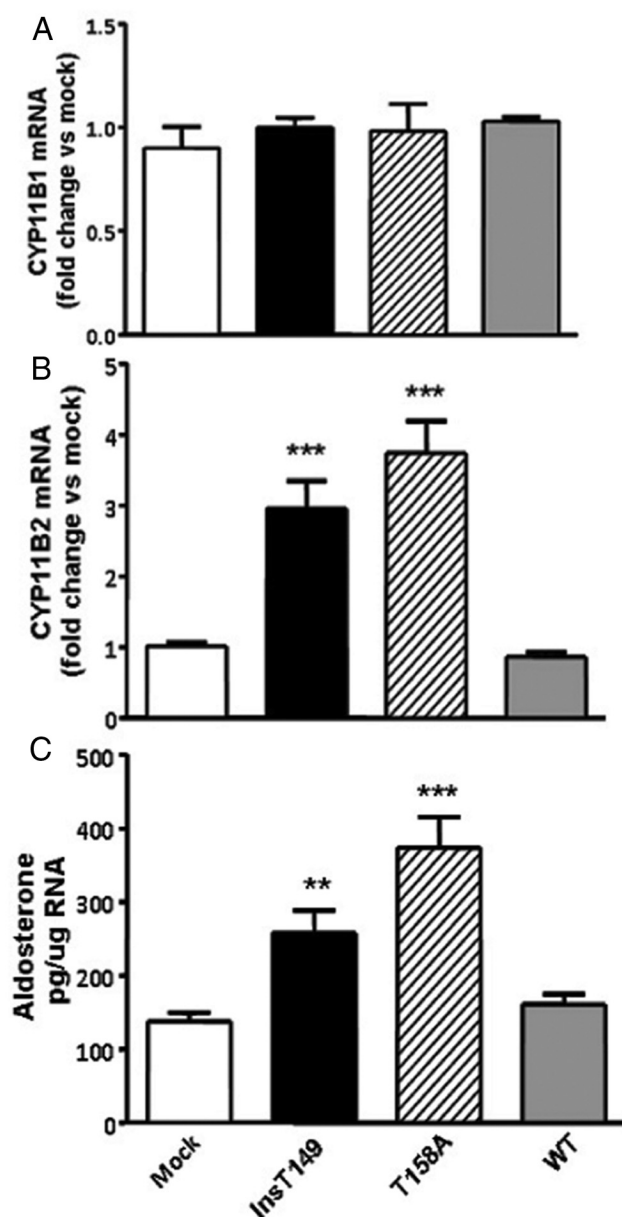 A
CYP11B1 mRNA
(fold change vs mock)
1.5
1.0
0.5
0.0
B
CYP11B2 mRNA
(fold change vs mock)
5
4
3
2
1
0
***
***
C
Aldosterone
pg/ug RNA
500
400
300
200
100
0
**
***
Mock
InsT149
T158A
WT